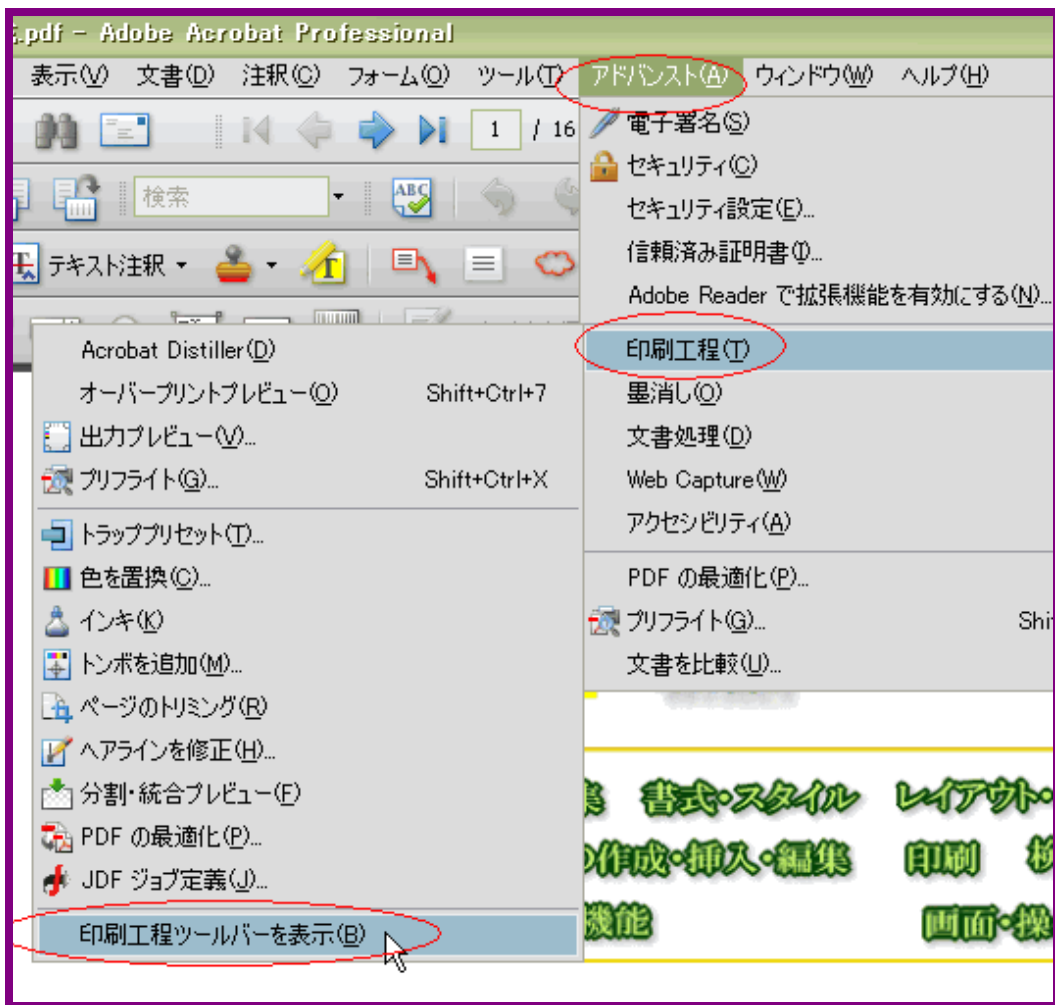 .pdf - Adobe Acrobat Professional
表示(V) 文書(D) 注釈(C) フォーム(O) ツール(T) アドバンスト(A) ウィンドウ(W) ヘルプ(H)
1 / 16
検索
ABC
テキスト注釈
電子署名(S)
セキュリティ(C)
セキュリティ設定(E)...
信頼済み証明書(I)...
Adobe Reader で拡張機能を有効にする(N)...
印刷工程(T)
墨消し(O)
文書処理(D)
Web Capture(W)
アクセシビリティ(A)
PDF の最適化(P)...
プリフライト(G)... Shi
文書を比較(U)...
Acrobat Distiller(D)
オーバープリントプレビュー(O) Shift+Ctrl+7
出力プレビュー(V)...
プリフライト(G)... Shift+Ctrl+X
トラッププリセット(T)...
色を置換(C)...
インキ(K)
トンボを追加(M)...
ページのトリミング(R)
ヘアラインを修正(H)...
分割・統合プレビュー(F)
PDF の最適化(P)...
JDF ジョブ定義(J)...
印刷工程ツールバーを表示(B)
集 書式・スタイル レイアウト・
の作成・挿入・編集 印刷
機能 画面・操